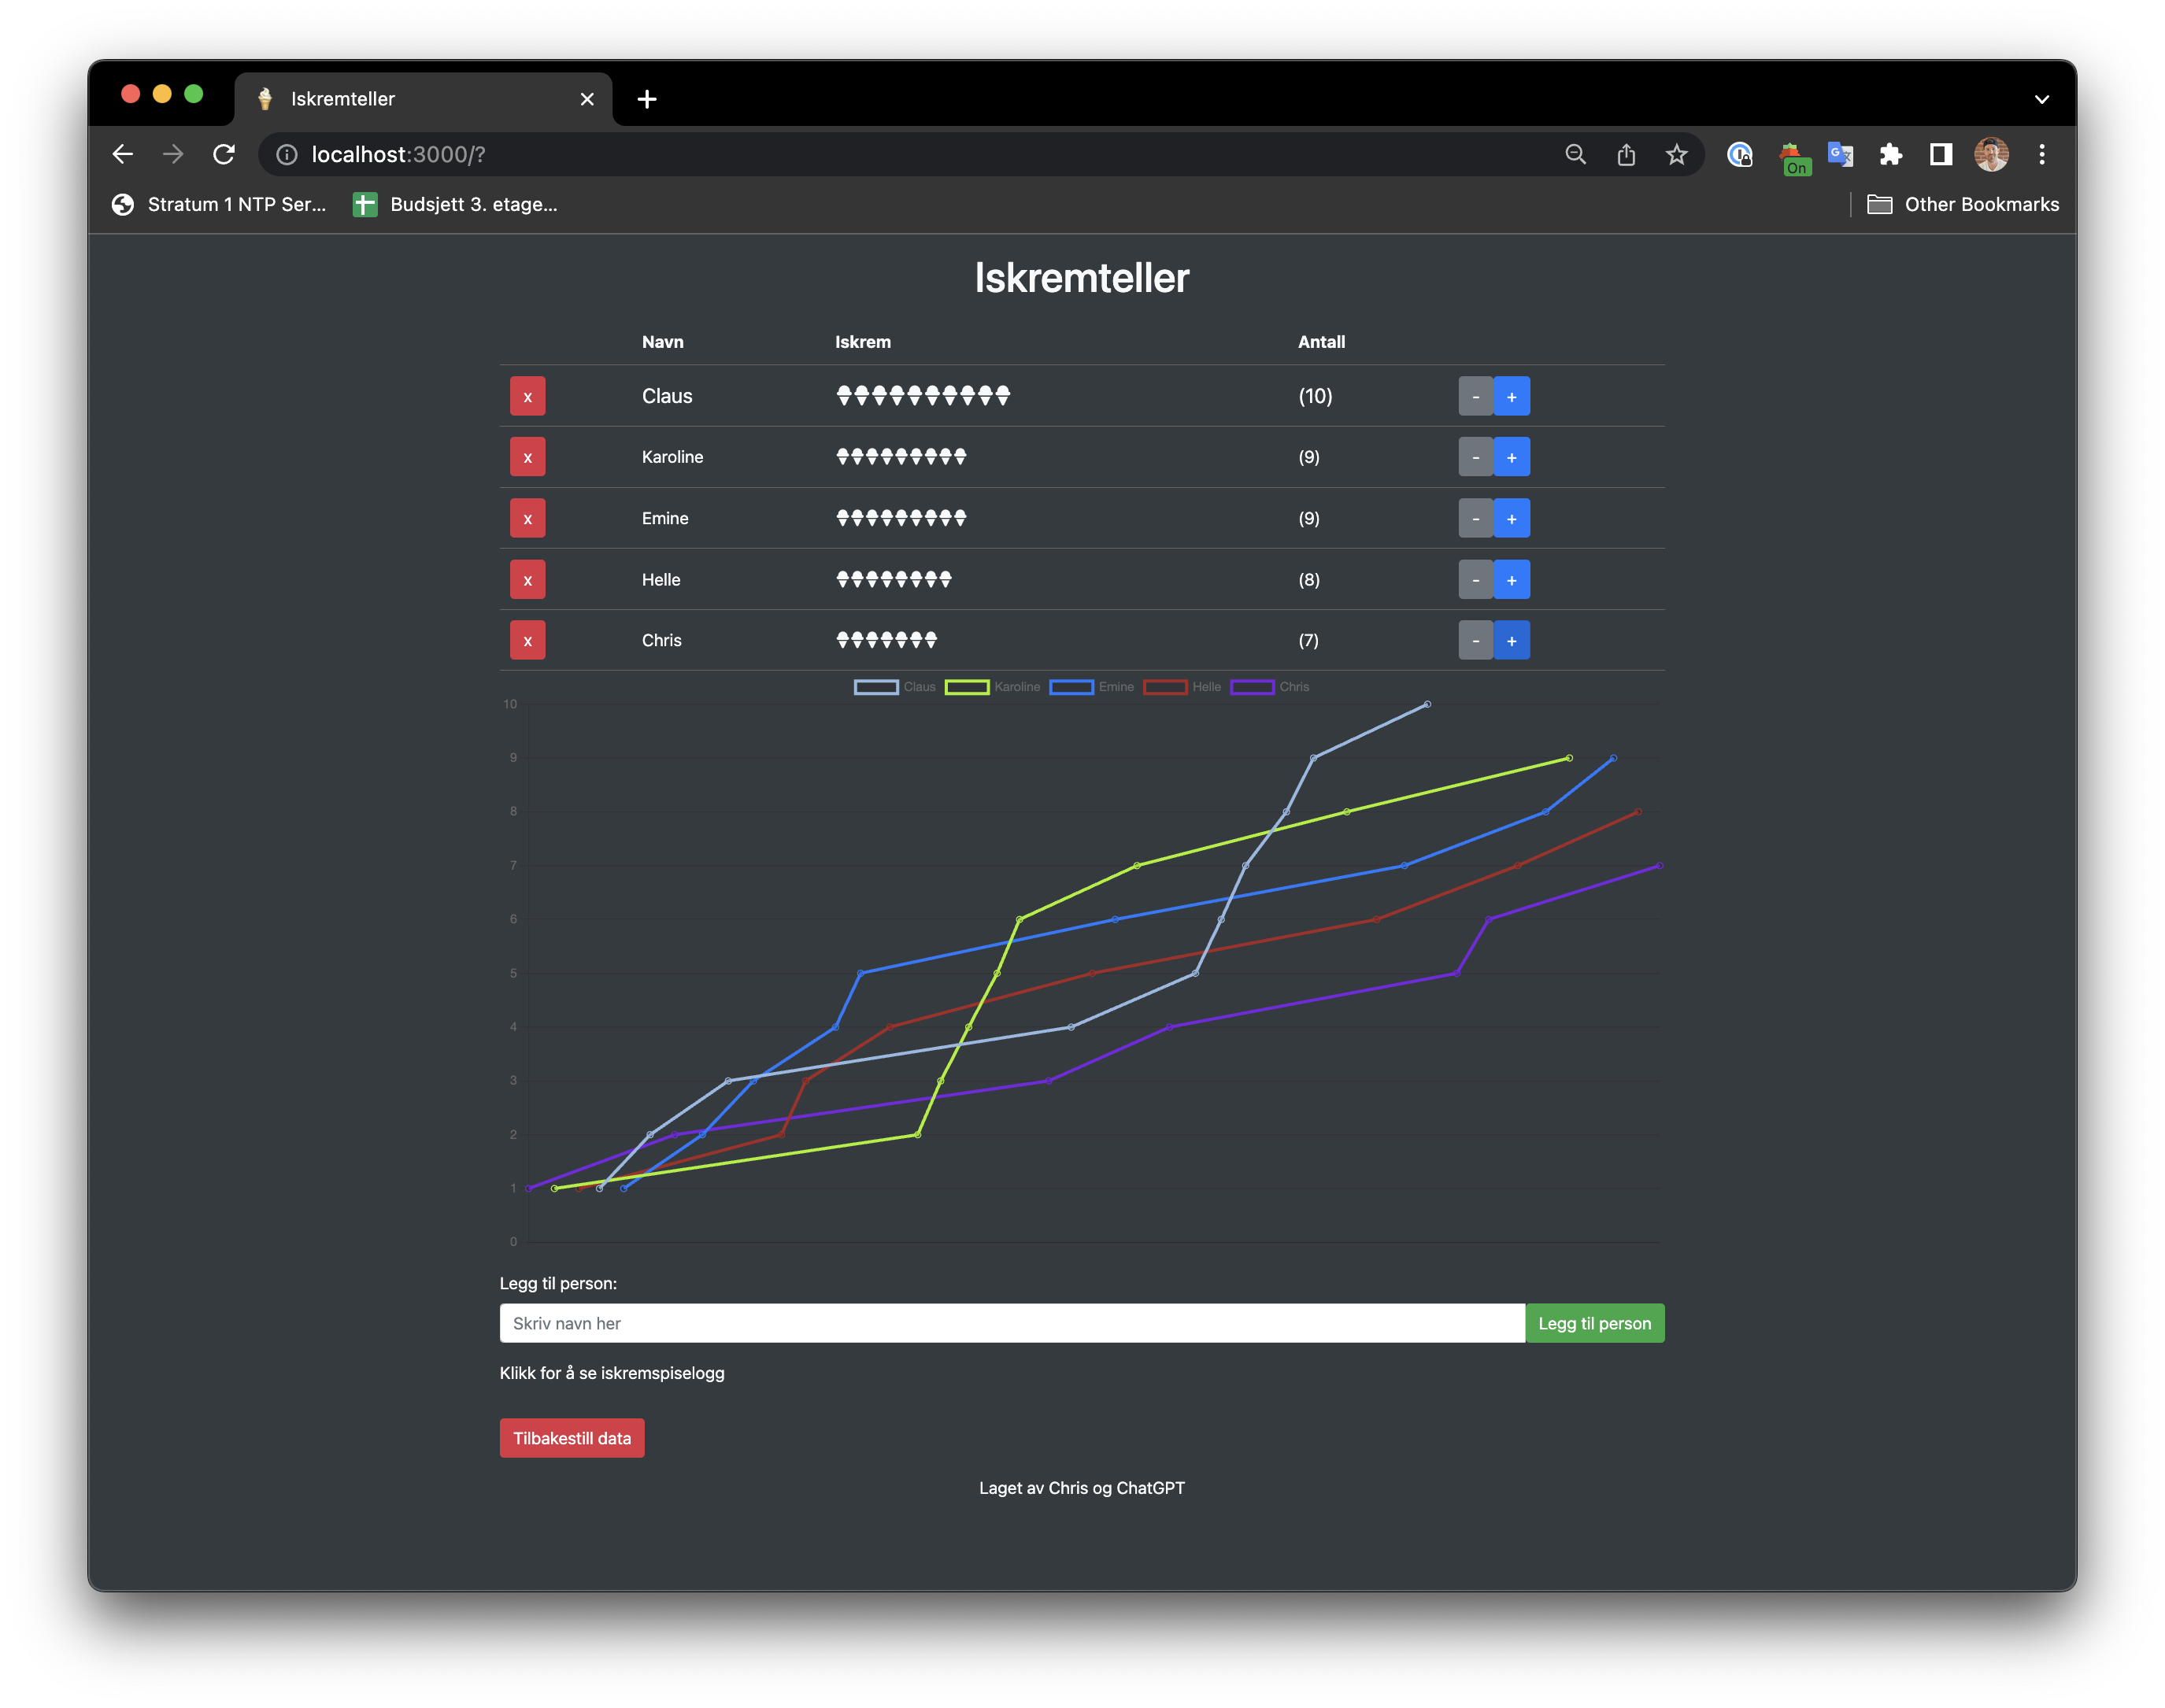 Iskremteller
localhost:3000/?
On
Stratum 1 NTP Ser...
Budsjett 3. etage...
Other Bookmarks
Iskremteller
Navn Iskrem Antall
x Claus (10) - +
x Karoline (9) - +
x Emine (9) - +
x Helle (8) - +
x Chris (7) - +
Claus Karoline Emine Helle Chris
10
9
8
7
6
5
4
3
2
1
0
Legg til person:
Skriv navn her Legg til person
Klikk for å se iskremspiselogg
Tilbakestill data
Laget av Chris og ChatGPT